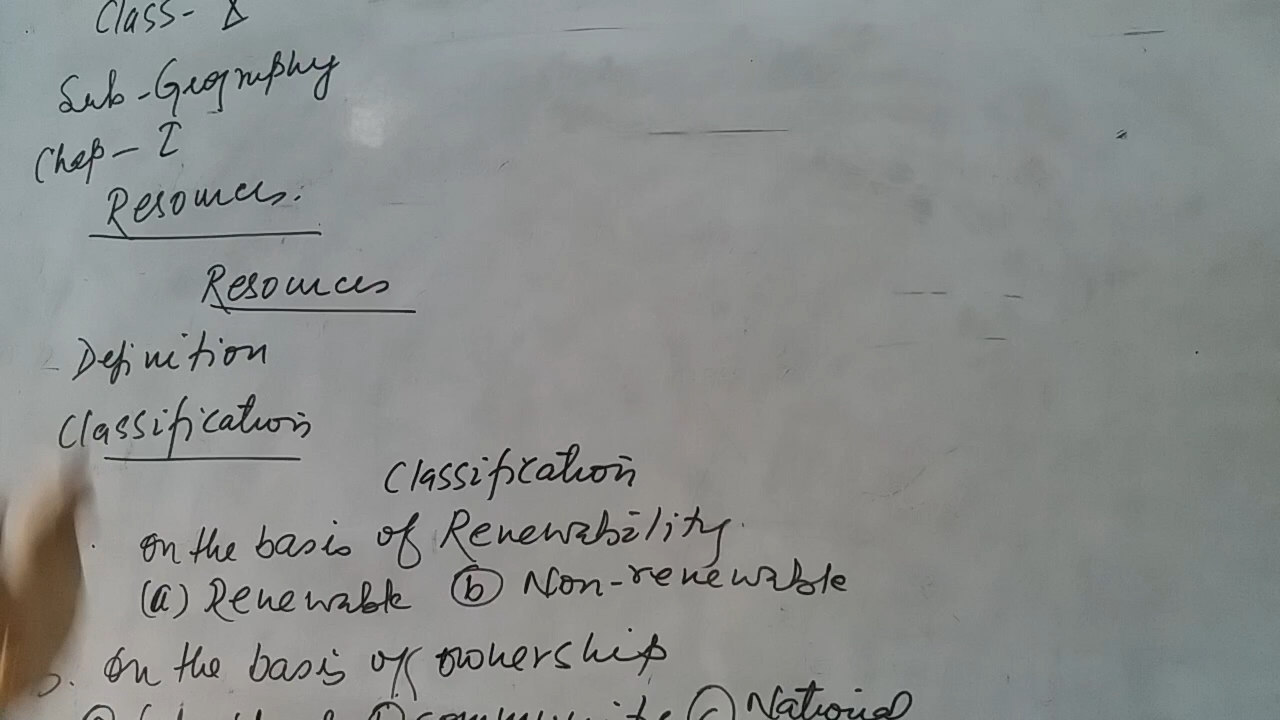 Class- X
Sub-Geography
Chap- I
Resources.
Resources
Definition
Classification
Classification
on the basis of Renewability.
(a) Renewable (b) Non-renewable
on the basis of ownership
community (c) National